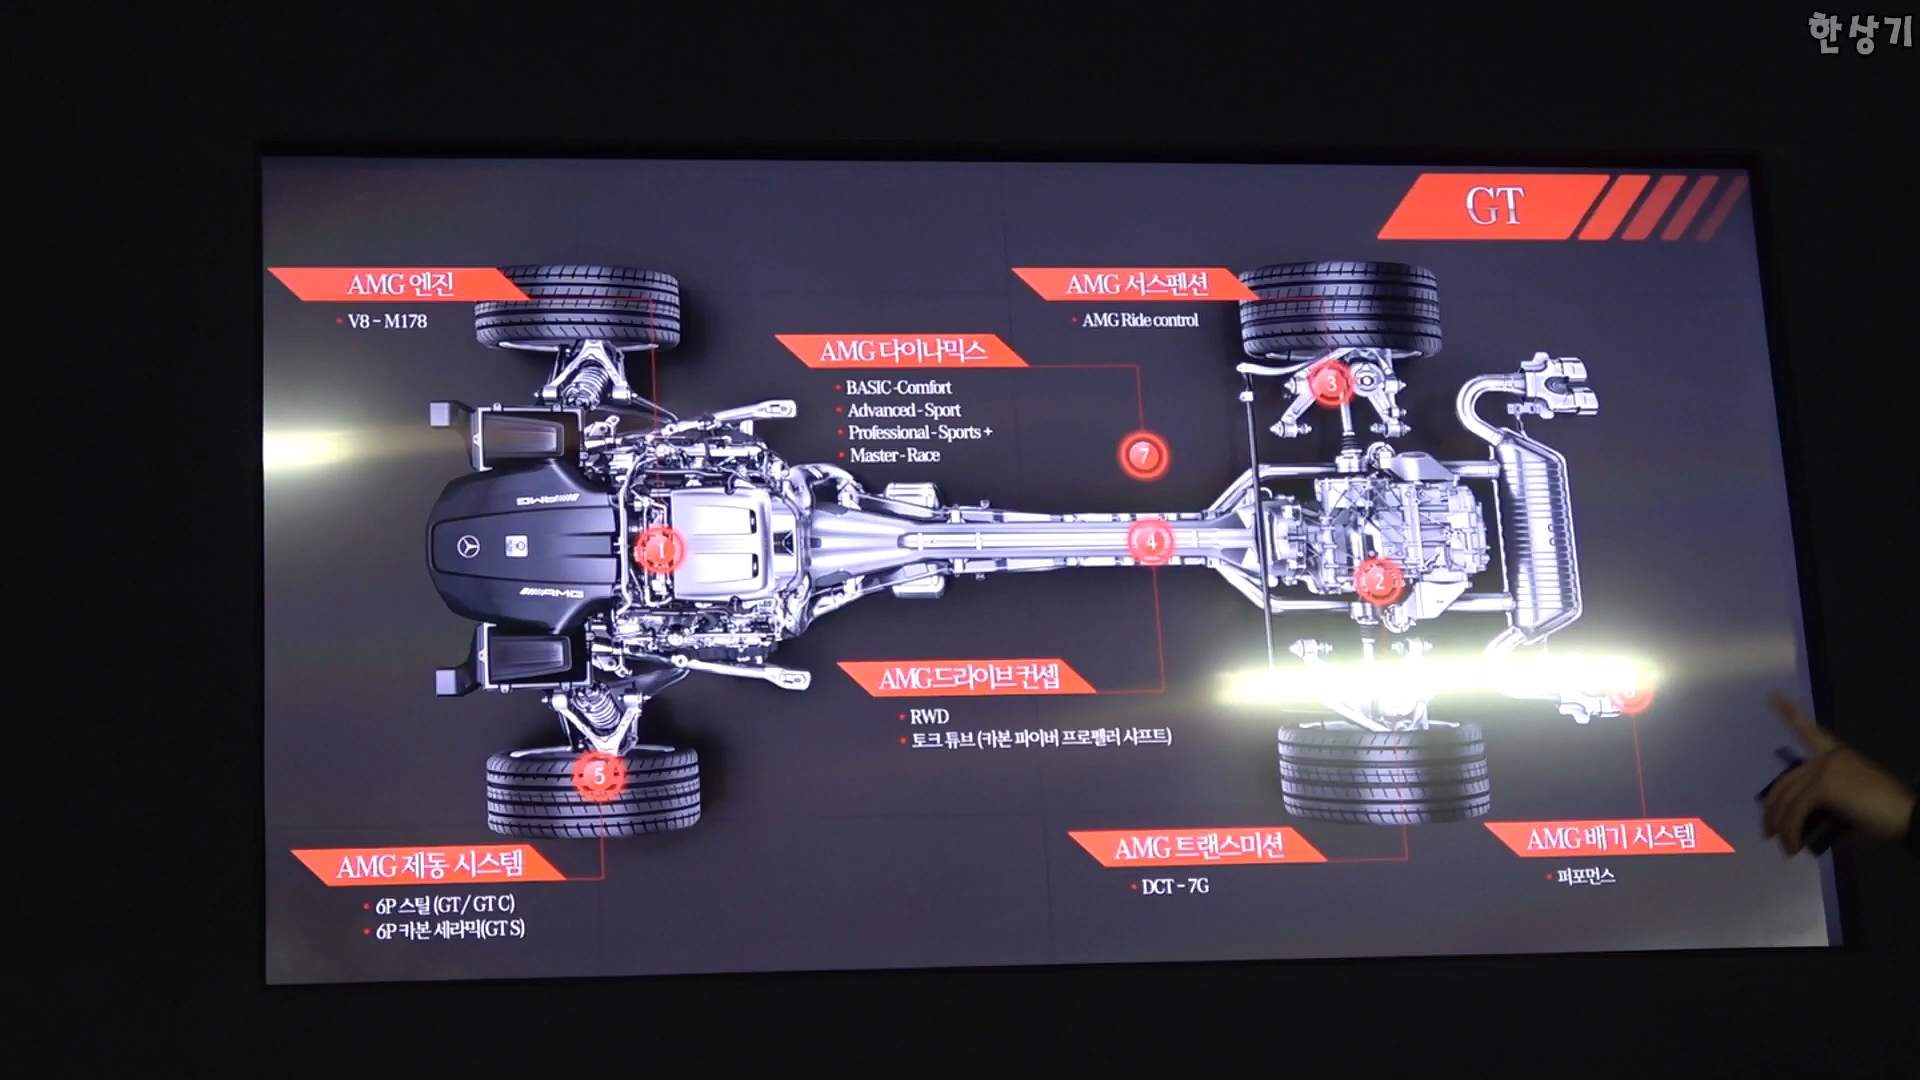 한상기
GT
AMG 엔진
V8 – M178
AMG 서스펜션
AMG Ride control
AMG 다이나믹스
BASIC -Comfort
Advanced - Sport
Professional - Sports +
Master - Race
3
7
AMG
1
4
2
AMG
AMG 드라이브 컨셉
RWD
토크 튜브 (카본 파이버 프로펠러 샤프트)
5
AMG 제동 시스템
6P 스틸 (GT / GT C)
6P 카본 세라믹(GT S)
AMG 트랜스미션
DCT – 7G
AMG 배기 시스템
퍼포먼스